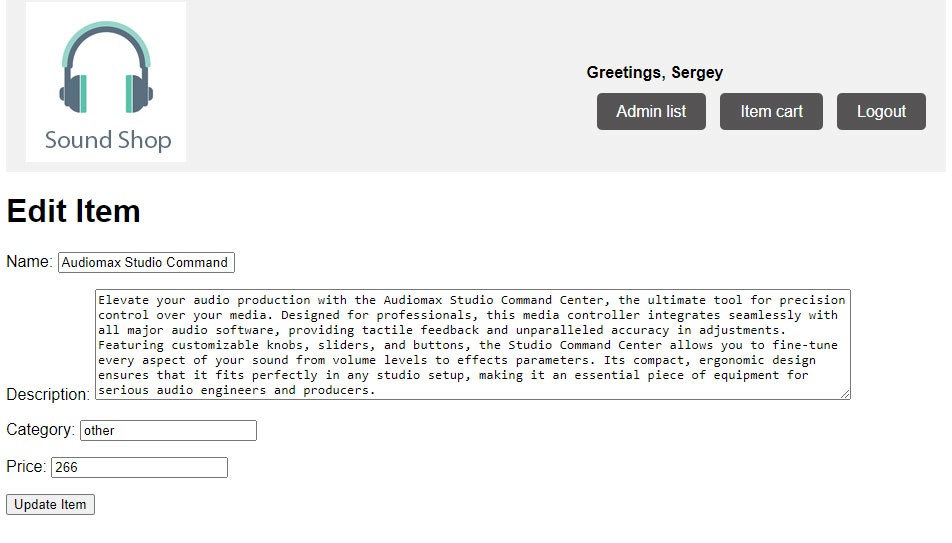 Sound Shop
Greetings, Sergey
Admin list Item cart Logout
Edit Item
Name: Audiomax Studio Command
Elevate your audio production with the Audiomax Studio Command Center, the ultimate tool for precision
control over your media. Designed for professionals, this media controller integrates seamlessly with
all major audio software, providing tactile feedback and unparalleled accuracy in adjustments.
Featuring customizable knobs, sliders, and buttons, the Studio Command Center allows you to fine-tune
every aspect of your sound from volume levels to effects parameters. Its compact, ergonomic design
ensures that it fits perfectly in any studio setup, making it an essential piece of equipment for
Description: serious audio engineers and producers.
Category: other
Price: 266
Update Item